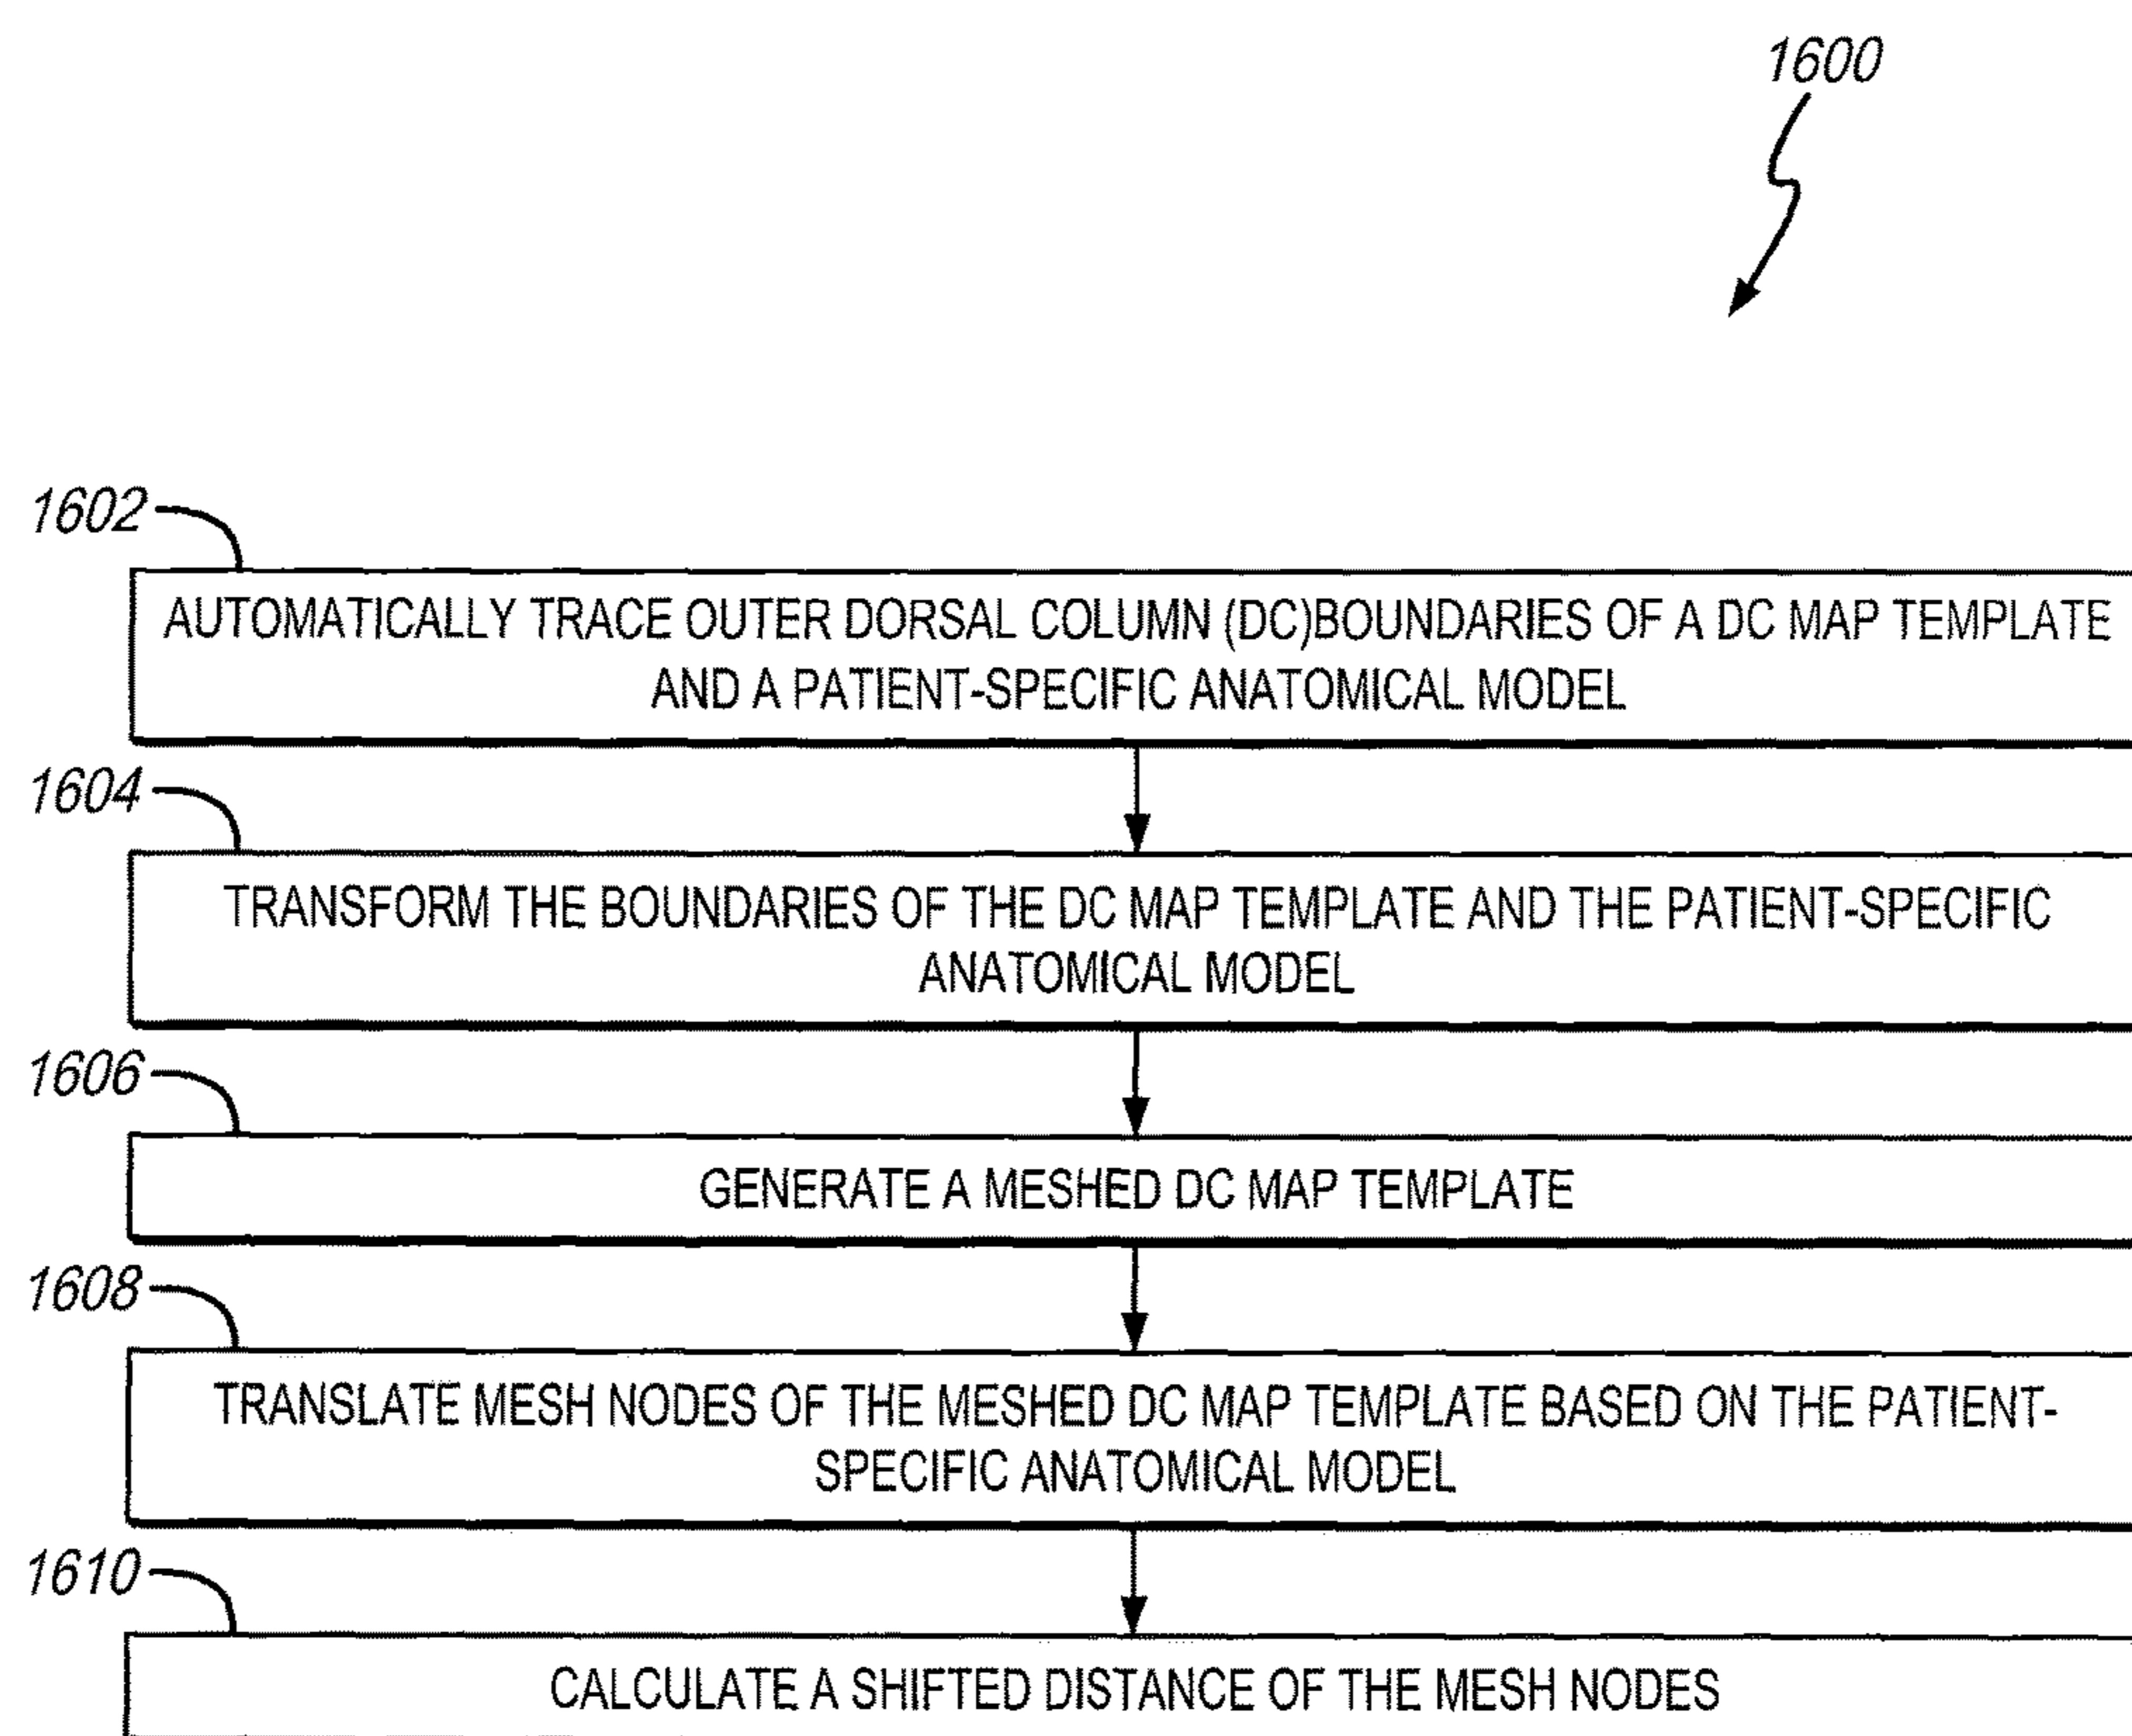 1600
1602
AUTOMATICALLY TRACE OUTER DORSAL COLUMN (DC)BOUNDARIES OF A DC MAP TEMPLATE
AND A PATIENT-SPECIFIC ANATOMICAL MODEL
1604
TRANSFORM THE BOUNDARIES OF THE DC MAP TEMPLATE AND THE PATIENT-SPECIFIC
ANATOMICAL MODEL
1606
GENERATE A MESHED DC MAP TEMPLATE
1608
TRANSLATE MESH NODES OF THE MESHED DC MAP TEMPLATE BASED ON THE PATIENT-
SPECIFIC ANATOMICAL MODEL
1610
CALCULATE A SHIFTED DISTANCE OF THE MESH NODES